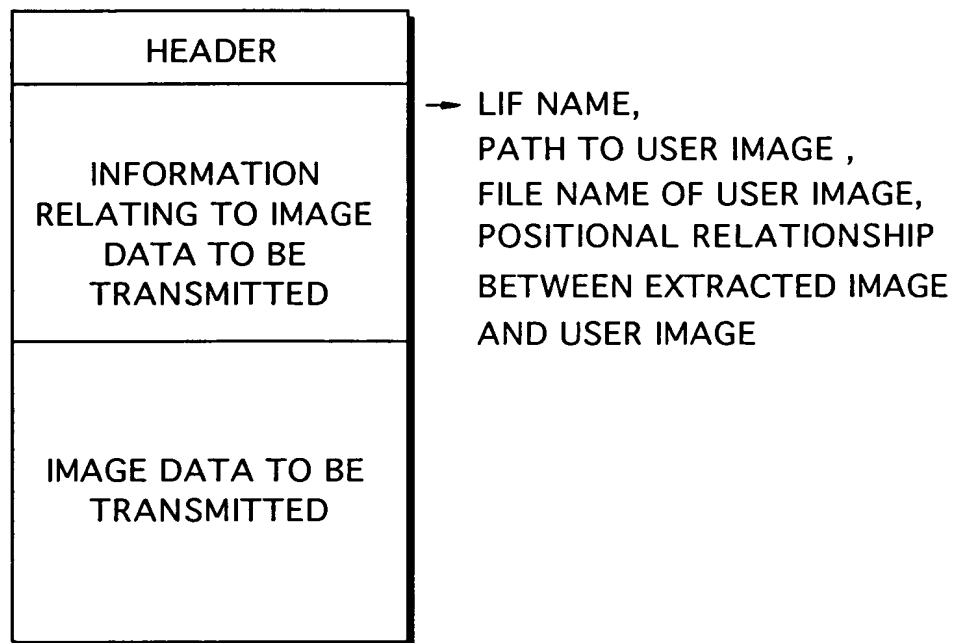 HEADER
INFORMATION
RELATING TO IMAGE
DATA TO BE
TRANSMITTED
IMAGE DATA TO BE
TRANSMITTED
LIF NAME,
PATH TO USER IMAGE ,
FILE NAME OF USER IMAGE,
POSITIONAL RELATIONSHIP
BETWEEN EXTRACTED IMAGE
AND USER IMAGE